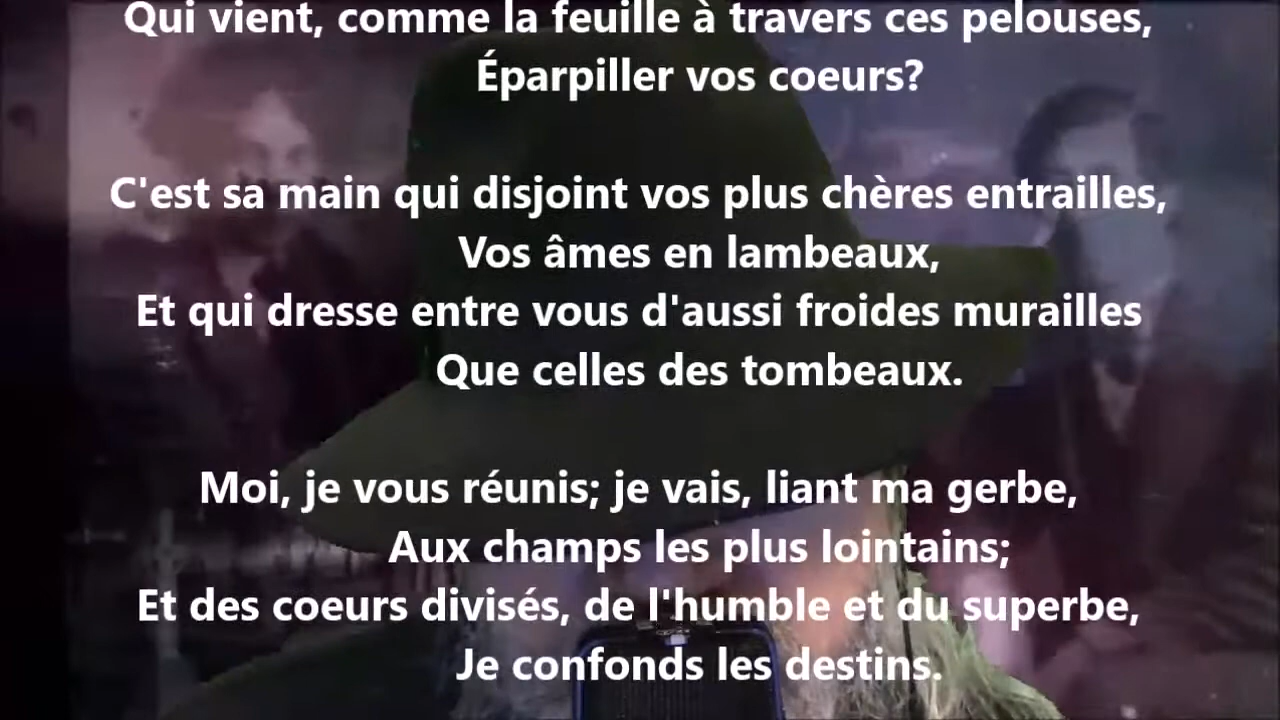 Qui vient, comme la feuille à travers ces pelouses,
Éparpiller vos coeurs?
C'est sa main qui disjoint vos plus chères entrailles,
Vos âmes en lambeaux,
Et qui dresse entre vous d'aussi froides murailles
Que celles des tombeaux.
Moi, je vous réunis; je vais, liant ma gerbe,
Aux champs les plus lointains;
Et des coeurs divisés, de l'humble et du superbe,
Je confonds les destins.